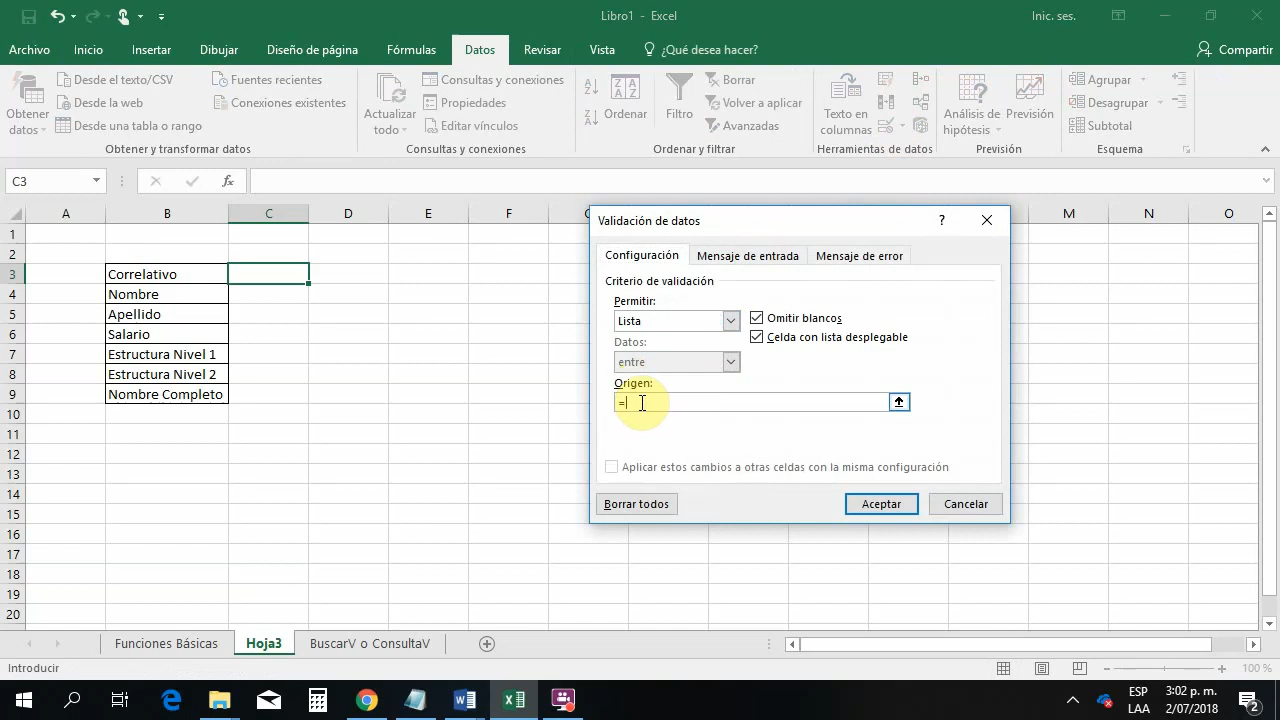 Libro1 - Excel
Inic. ses.
Archivo Inicio Insertar Dibujar Diseño de página Fórmulas Datos Revisar Vista ¿Qué desea hacer? Compartir
Obtener datos
Desde el texto/CSV
Desde la web
Desde una tabla o rango
Fuentes recientes
Conexiones existentes
Obtener y transformar datos
Actualizar todo
Consultas y conexiones
Propiedades
Editar vínculos
Consultas y conexiones
Ordenar
Filtro
Borrar
Volver a aplicar
Avanzadas
Ordenar y filtrar
Texto en columnas
Herramientas de datos
Análisis de hipótesis
Previsión
Previsión
Agrupar
Desagrupar
Subtotal
Esquema
C3
fx
A B C D E F G M N O
1
2
3 Correlativo
4 Nombre
5 Apellido
6 Salario
7 Estructura Nivel 1
8 Estructura Nivel 2
9 Nombre Completo
10
11
12
13
14
15
16
17
18
19
20
Validación de datos
?
Configuración Mensaje de entrada Mensaje de error
Criterio de validación
Permitir:
Lista
Omitir blancos
Celda con lista desplegable
Datos:
entre
Origen:
=
Aplicar estos cambios a otras celdas con la misma configuración
Borrar todos Aceptar Cancelar
Funciones Básicas Hoja3 BuscarV o ConsultaV
Introducir
100 %
ESP
LAA
3:02 p. m.
2/07/2018
2